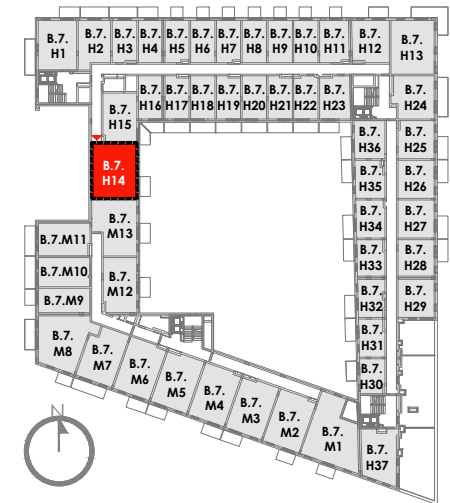 B.7.
H1
B.7.
H2
B.7.
H3
B.7.
H4
B.7.
H5
B.7.
H6
B.7.
H7
B.7.
H8
B.7.
H9
B.7.
H10
B.7.
H11
B.7.
H12
B.7.
H13
B.7.
H15
B.7.
H16
B.7.
H17
B.7.
H18
B.7.
H19
B.7.
H20
B.7.
H21
B.7.
H22
B.7.
H23
B.7.
H24
B.7.
H14
B.7.
H36
B.7.
H25
B.7.
H35
B.7.
H26
B.7.
M13
B.7.
H34
B.7.
H27
B.7.M11
B.7.
H33
B.7.
H28
B.7.M10
B.7.
M12
B.7.
H32
B.7.
H29
B.7.M9
B.7.
H31
B.7.
M8
B.7.
M7
B.7.
M6
B.7.
M5
B.7.
M4
B.7.
M3
B.7.
M2
B.7.
M1
B.7.
H30
B.7.
H37
N